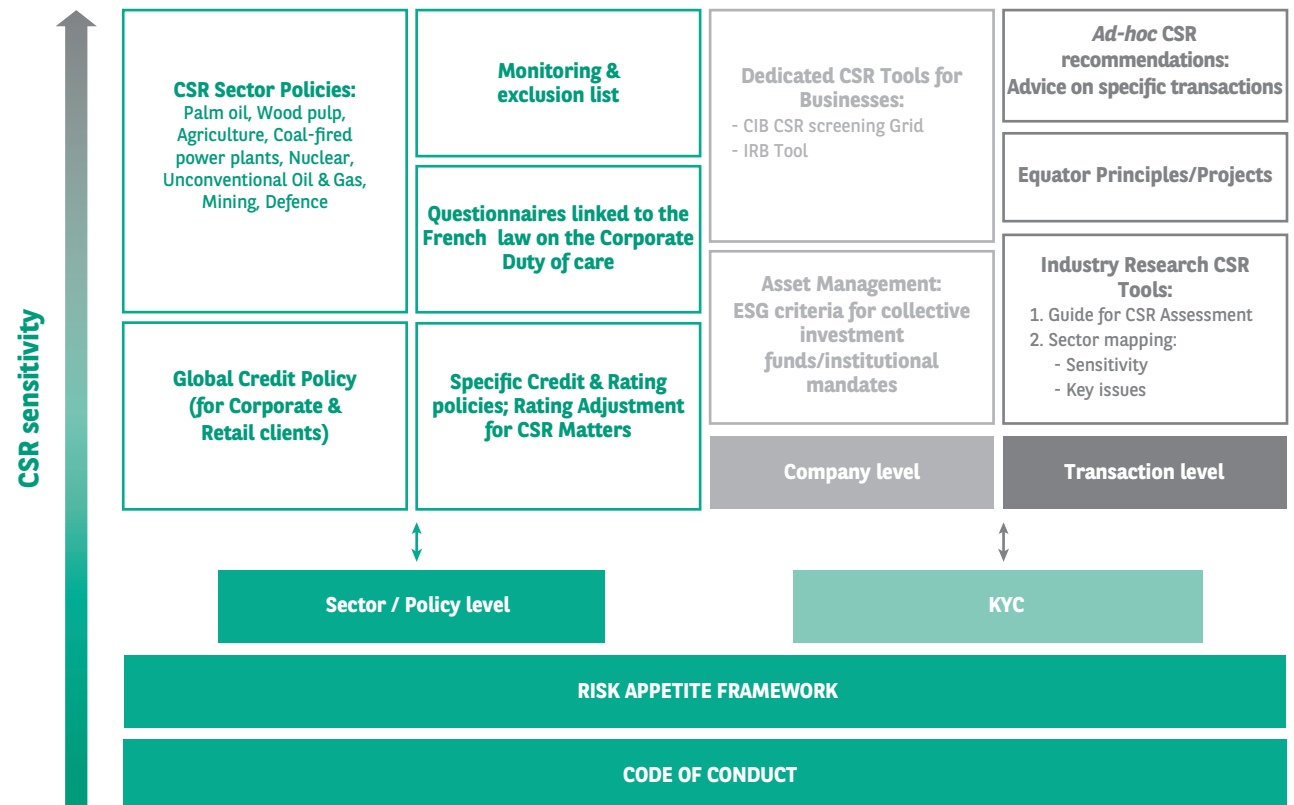 CSR sensitivity
CSR Sector Policies:
Palm oil, Wood pulp,
Agriculture, Coal-fired
power plants, Nuclear,
Unconventional Oil & Gas,
Mining, Defence
Global Credit Policy
(for Corporate &
Retail clients)
Monitoring &
exclusion list
Questionnaires linked to the
French law on the Corporate
Duty of care
Specific Credit & Rating
policies; Rating Adjustment
for CSR Matters
Dedicated CSR Tools for
Businesses:
- CIB CSR screening Grid
- IRB Tool
Asset Management:
ESG criteria for collective
investment
funds/institutional
mandates
Company level
Ad-hoc CSR
recommendations:
Advice on specific transactions
Equator Principles/Projects
Industry Research CSR
Tools:
1. Guide for CSR Assessment
2. Sector mapping:
- Sensitivity
- Key issues
Transaction level
Sector / Policy level
KYC
RISK APPETITE FRAMEWORK
CODE OF CONDUCT